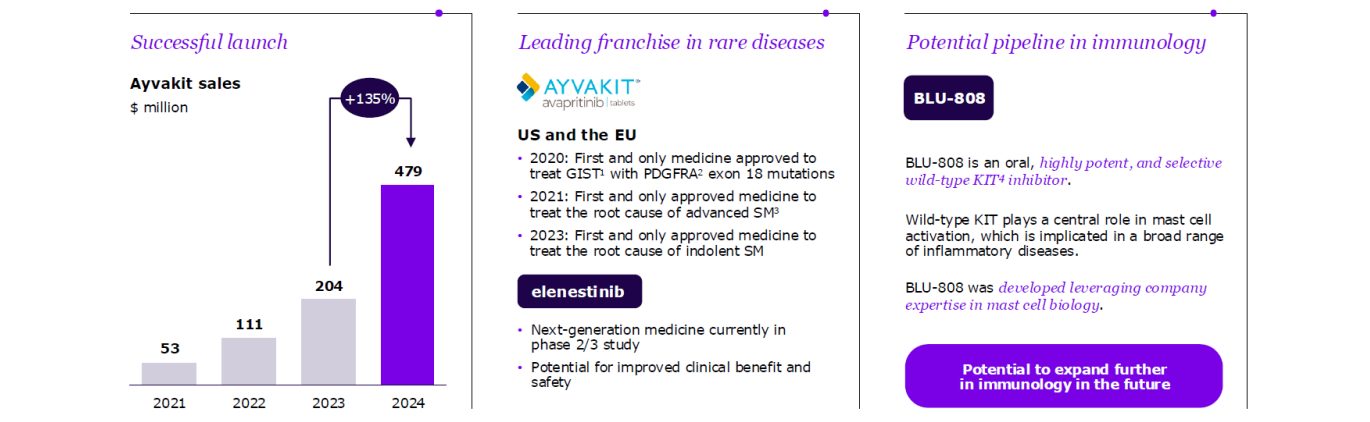 Successful launch
Ayvakit sales
$ million
+135%
479
204
111
53
2021
2022
2023
2024
Leading franchise in rare diseases
AYVAKIT™
avapritinib | tablets
US and the EU
• 2020: First and only medicine approved to
treat GIST¹ with PDGFRA² exon 18 mutations
• 2021: First and only approved medicine to
treat the root cause of advanced SM³
• 2023: First and only approved medicine to
treat the root cause of indolent SM
elenestinib
• Next-generation medicine currently in
phase 2/3 study
• Potential for improved clinical benefit and
safety
Potential pipeline in immunology
BLU-808
BLU-808 is an oral, highly potent, and selective
wild-type KIT⁴ inhibitor.
Wild-type KIT plays a central role in mast cell
activation, which is implicated in a broad range
of inflammatory diseases.
BLU-808 was developed leveraging company
expertise in mast cell biology.
Potential to expand further
in immunology in the future